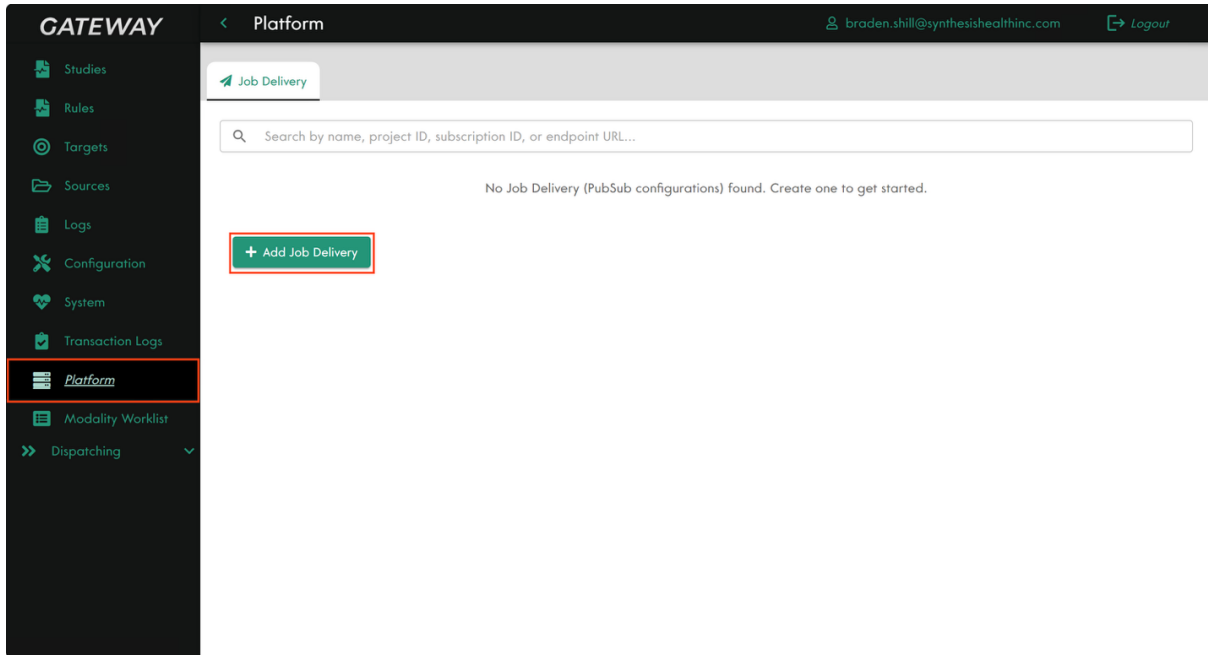 GATEWAY
Platform
braden.shill@synthesishealthinc.com
Logout
Studies
Rules
Targets
Sources
Logs
Configuration
System
Transaction Logs
Platform
Modality Worklist
Dispatching
Job Delivery
Search by name, project ID, subscription ID, or endpoint URL...
No Job Delivery (PubSub configurations) found. Create one to get started.
+ Add Job Delivery